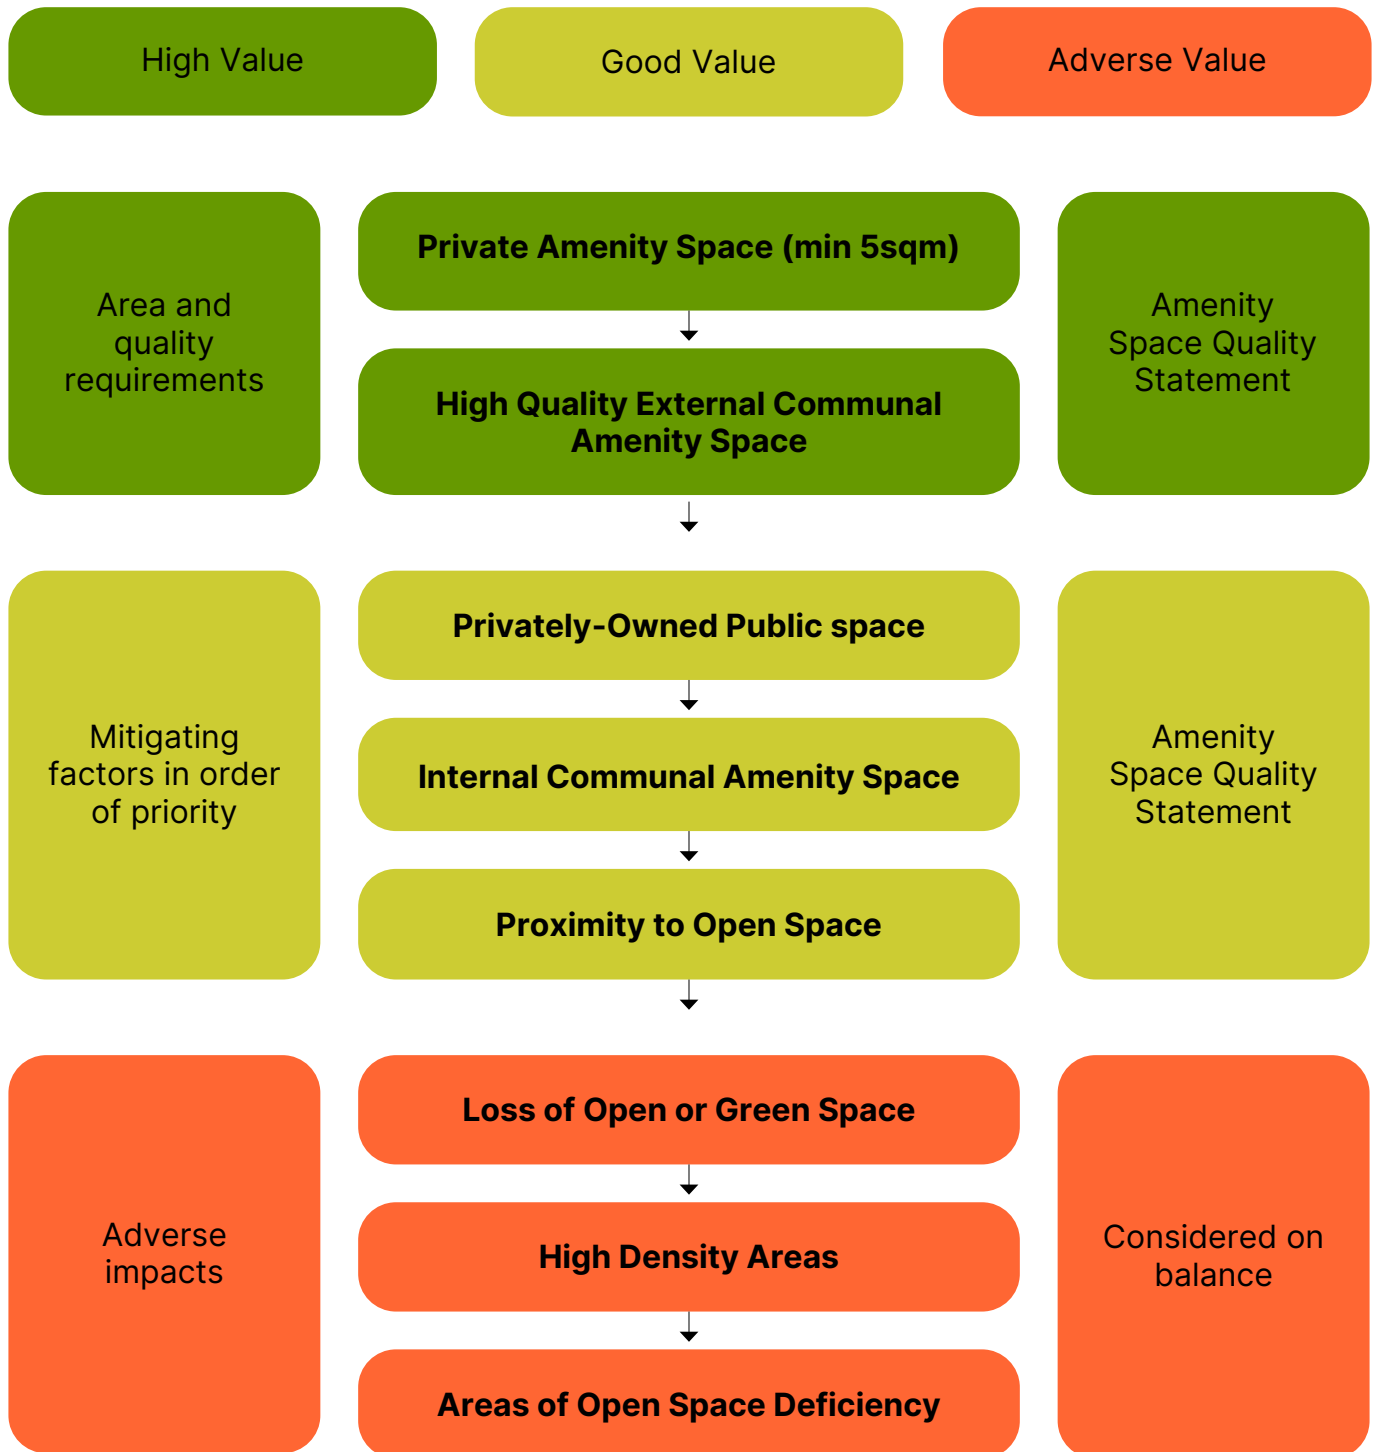 High Value
Good Value
Adverse Value
Area and
quality
requirements
Private Amenity Space (min 5sqm)
High Quality External Communal
Amenity Space
Amenity
Space Quality
Statement
Mitigating
factors in order
of priority
Privately-Owned Public space
Internal Communal Amenity Space
Proximity to Open Space
Amenity
Space Quality
Statement
Adverse
impacts
Loss of Open or Green Space
High Density Areas
Areas of Open Space Deficiency
Considered on
balance